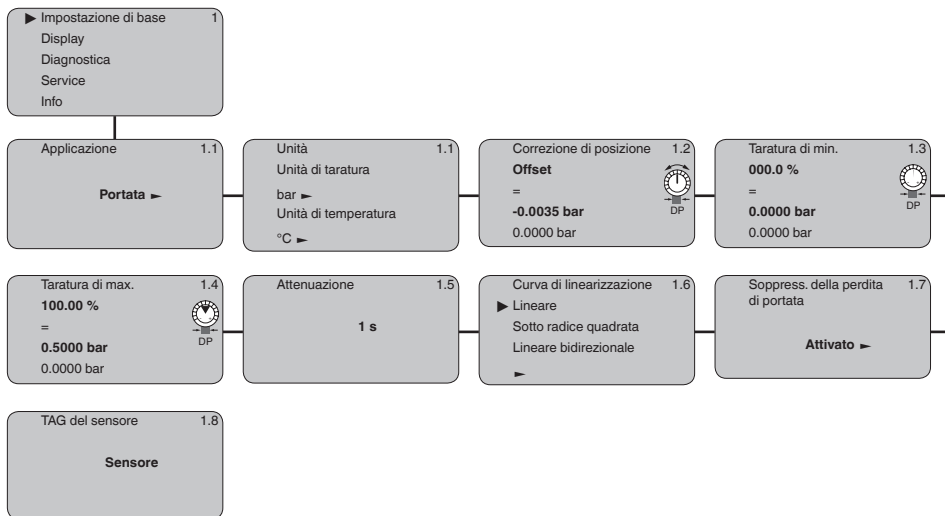 ▶ Impostazione di base 1
Display
Diagnostica
Service
Info
Applicazione 1.1
Portata ►
Unità 1.1
Unità di taratura
bar ►
Unità di temperatura
°C ►
Correzione di posizione 1.2
Offset
=
-0.0035 bar
0.0000 bar
DP
Taratura di min. 1.3
000.0 %
=
0.0000 bar
0.0000 bar
DP
Taratura di max. 1.4
100.00 %
=
0.5000 bar
0.0000 bar
DP
Attenuazione 1.5
1 s
Curva di linearizzazione 1.6
▶ Lineare
Sotto radice quadrata
Lineare bidirezionale
►
Soppress. della perdita 1.7
di portata
Attivato ►
TAG del sensore 1.8
Sensore